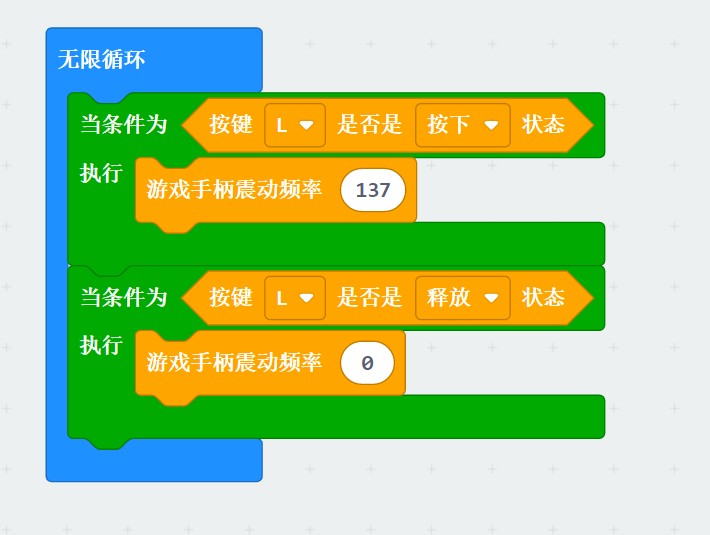 无限循环
当条件为 按键 L 是否是 按下 状态
执行 游戏手柄震动频率 137
当条件为 按键 L 是否是 释放 状态
执行 游戏手柄震动频率 0